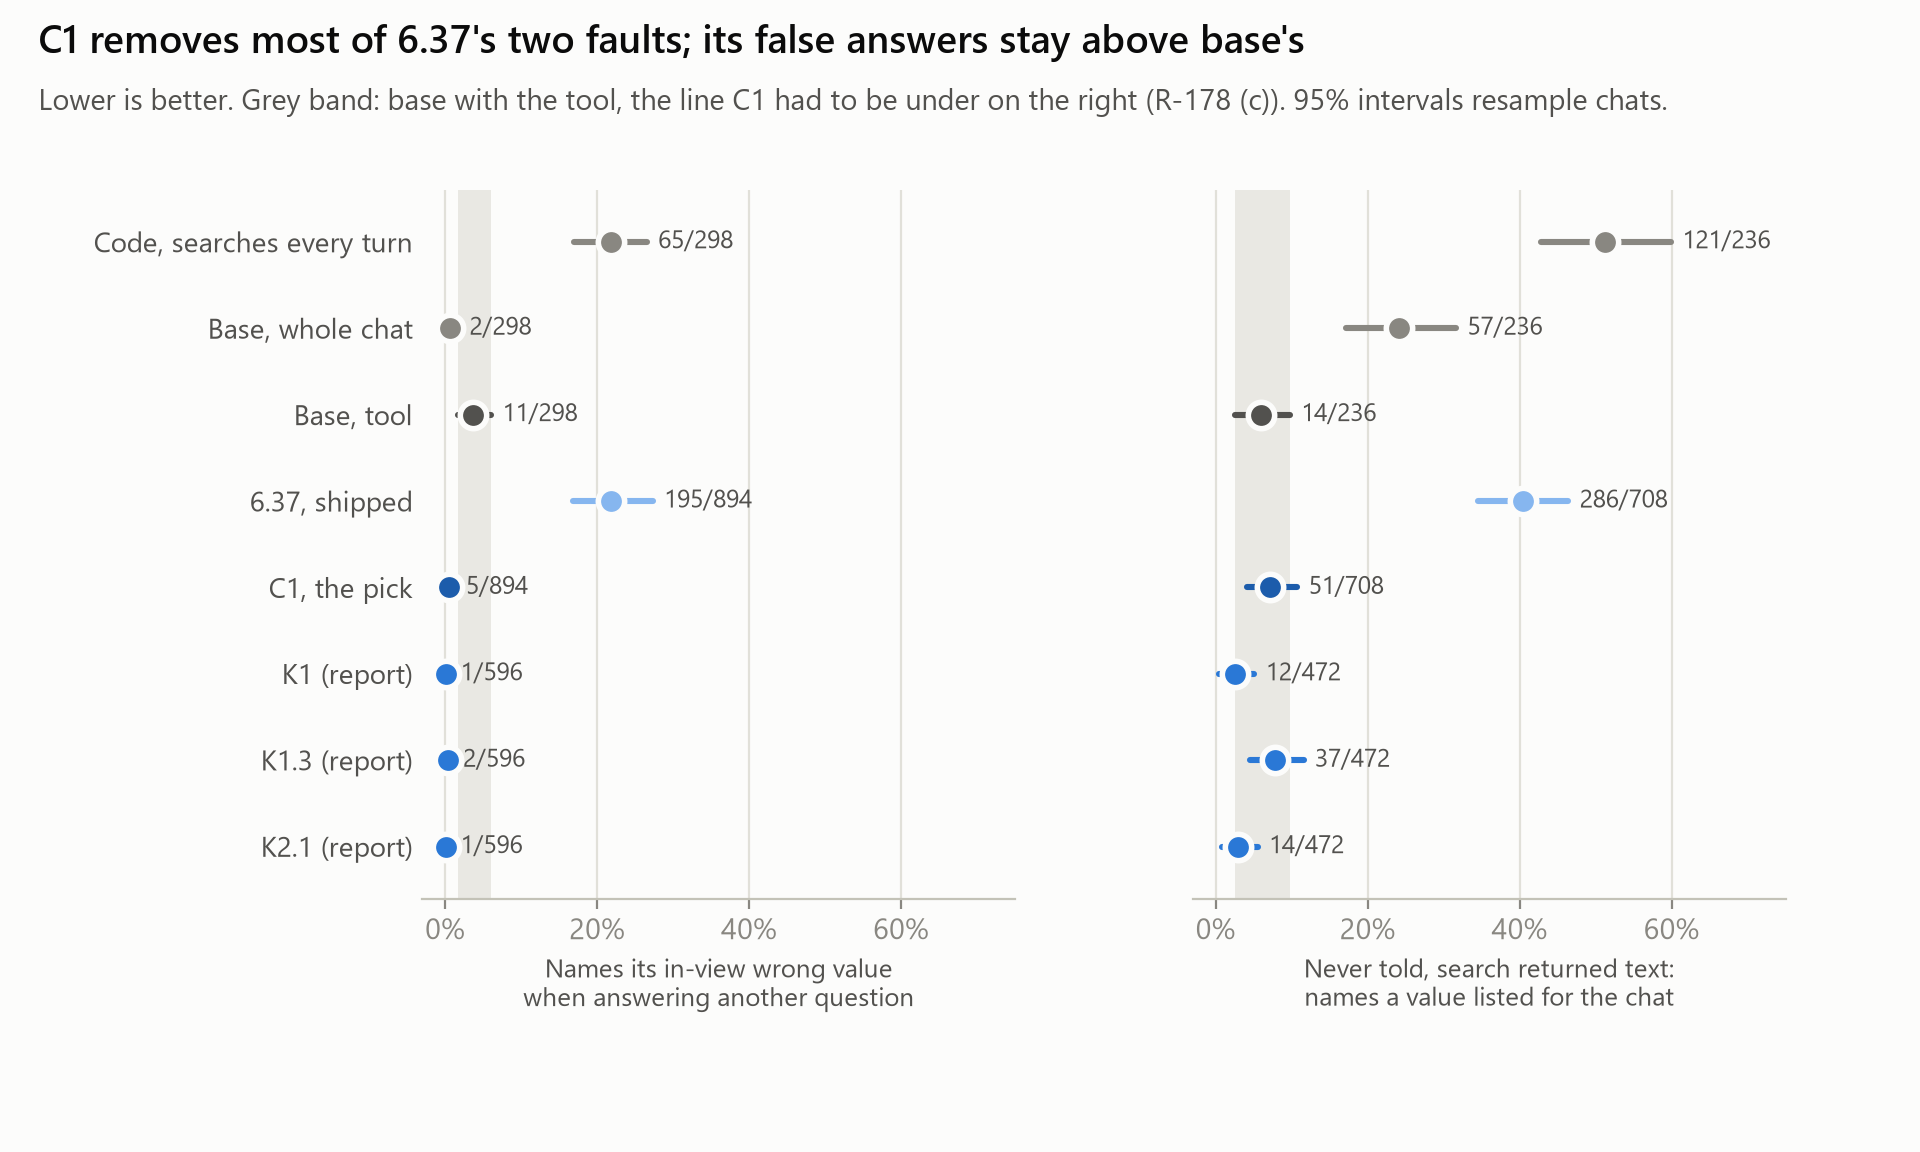 C1 removes most of 6.37's two faults; its false answers stay above base's
Lower is better. Grey band: base with the tool, the line C1 had to be under on the right (R-178 (c)). 95% intervals resample chats.
Code, searches every turn
65/298
121/236
Base, whole chat
2/298
57/236
Base, tool
11/298
14/236
6.37, shipped
195/894
286/708
C1, the pick
5/894
51/708
K1 (report)
1/596
12/472
K1.3 (report)
2/596
37/472
K2.1 (report)
1/596
14/472
0% 20% 40% 60%
0% 20% 40% 60%
Names its in-view wrong value
when answering another question
Never told, search returned text:
names a value listed for the chat